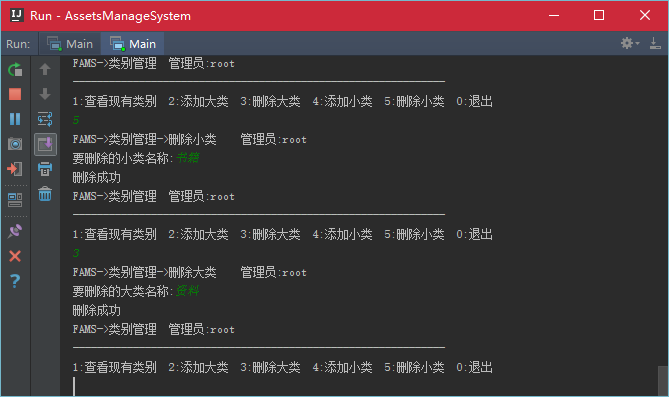 Run - AssetsManageSystem
Run: Main Main
FAMS->类别管理 管理员:root
1:查看现有类别 2:添加大类 3:删除大类 4:添加小类 5:删除小类 0:退出
5
FAMS->类别管理->删除小类 管理员:root
要删除的小类名称:书籍
删除成功
FAMS->类别管理 管理员:root
1:查看现有类别 2:添加大类 3:删除大类 4:添加小类 5:删除小类 0:退出
3
FAMS->类别管理->删除大类 管理员:root
要删除的大类名称:资料
删除成功
FAMS->类别管理 管理员:root
1:查看现有类别 2:添加大类 3:删除大类 4:添加小类 5:删除小类 0:退出